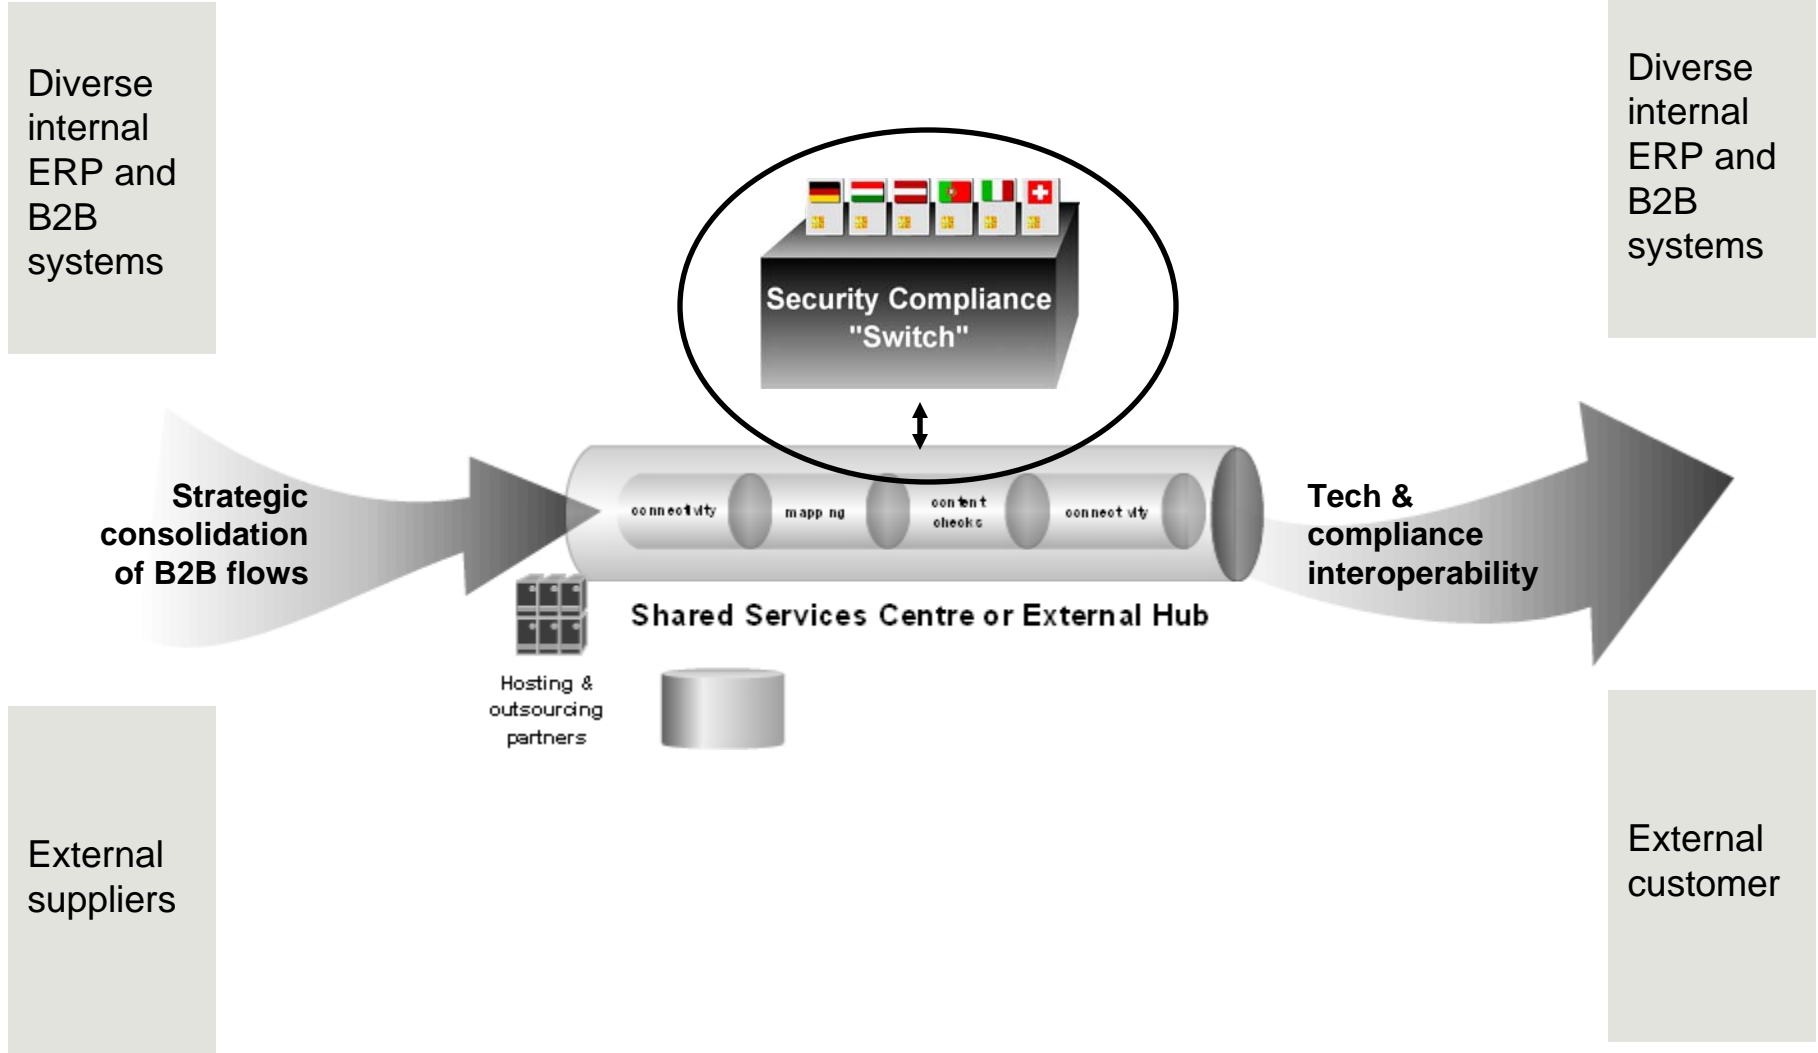 Diverse
internal
ERP and
B2B
systems
Diverse
internal
ERP and
B2B
systems
Security Compliance
"Switch"
Strategic
consolidation
of B2B flows
connectivity
mapping
content
checks
connectivity
Tech &
compliance
interoperability
Shared Services Centre or External Hub
Hosting &
outsourcing
partners
External
suppliers
External
customer